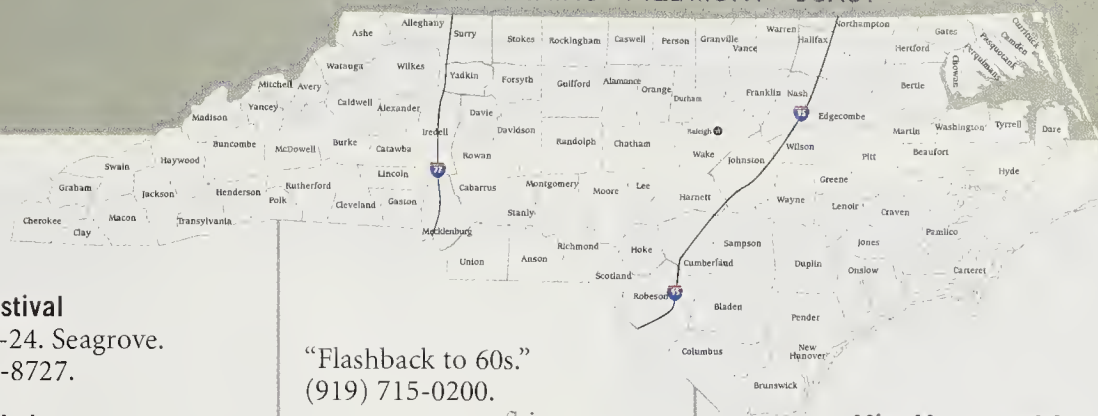 Alleghany
Ashe
Surry
Stokes
Rockingham
Caswell
Person
Granville
Vance
Warren
Halifax
Northampton
Gates
Hertford
Currituck
Camden
Pasquotank
Perquimans
Chowan
Watauga
Wilkes
Yadkin
Forsyth
Guilford
Alamance
Orange
Durham
Franklin
Nash
Bertie
Mitchell
Avery
Yancey
Caldwell
Alexander
Madison
Iredell
Davie
Davidson
Randolph
Chatham
Raleigh
Wake
Johnston
95
Edgecombe
Wilson
Martin
Washington
Tyrrell
Dare
Buncombe
McDowell
Burke
Catawba
Rowan
Pitt
Beaufort
Hyde
Haywood
Swain
Lincoln
77
Graham
Jackson
Henderson
Polk
Rutherford
Cleveland
Gaston
Cabarrus
Montgomery
Moore
Lee
Harnett
Wayne
Greene
Lenoir
Craven
Pamlico
Cherokee
Clay
Macon
Transylvania
Mecklenburg
Stanly
Union
Anson
Richmond
Hoke
Scotland
Cumberland
Sampson
Duplin
Jones
Onslow
Carteret
Robeson
95
Bladen
Pender
Columbus
New
Hanover
Brunswick
stival
-24. Seagrove.
-8727.
"Flashback to 60s."
(919) 715-0200.